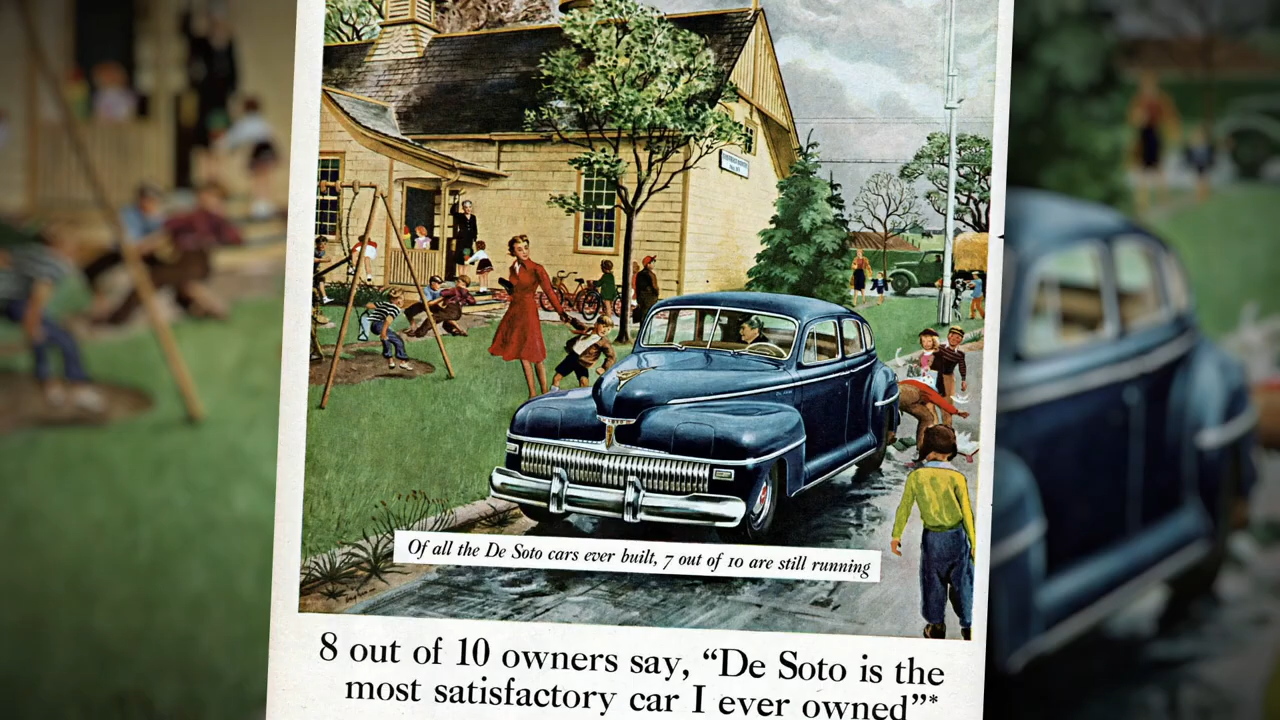 Of all the De Soto cars ever built, 7 out of 10 are still running
8 out of 10 owners say, “De Soto is the
most satisfactory car I ever owned”*